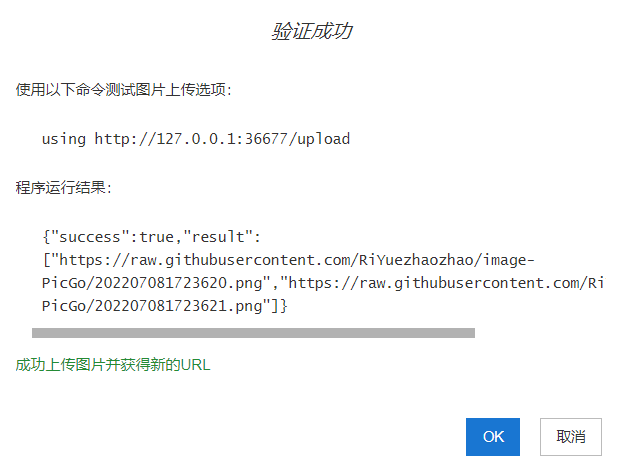 验证成功
使用以下命令测试图片上传选项：
using http://127.0.0.1:36677/upload
程序运行结果：
{"success":true,"result":
["https://raw.githubusercontent.com/RiYuezhaozhao/image-
PicGo/202207081723620.png","https://raw.githubusercontent.com/Ri
PicGo/202207081723621.png"]}
成功上传图片并获得新的URL
OK
取消